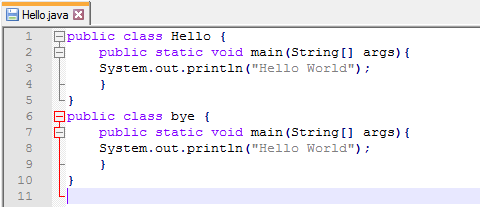 Hello.java
1 public class Hello {
2 public static void main(String[] args){
3 System.out.println("Hello World");
4 }
5 }
6 public class bye {
7 public static void main(String[] args){
8 System.out.println("Hello World");
9 }
10 }
11